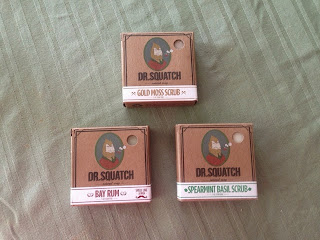 DR.SQUATCH
GOLD MOSS SCRUB
DR.SQUATCH
BAY RUM
DR.SQUATCH
SPEARMINT BASIL SCRUB